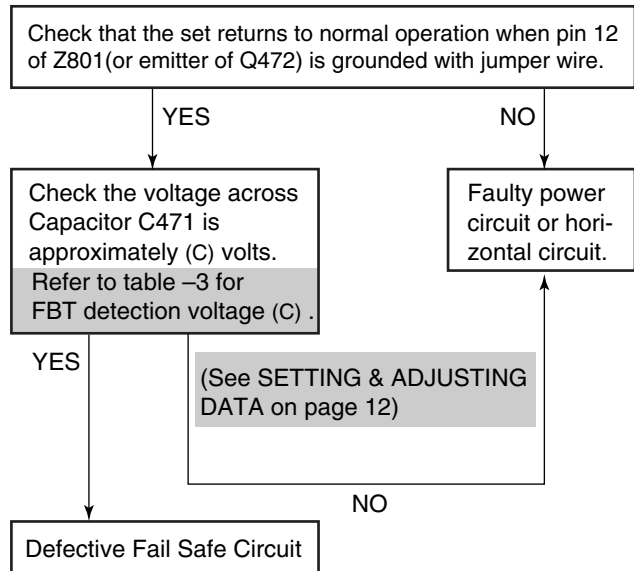 Check that the set returns to normal operation when pin 12
of Z801(or emitter of Q472) is grounded with jumper wire.
YES
NO
Check the voltage across
Capacitor C471 is
approximately (C) volts.
Refer to table –3 for
FBT detection voltage (C) .
Faulty power
circuit or hori-
zontal circuit.
YES
(See SETTING & ADJUSTING
DATA on page 12)
NO
Defective Fail Safe Circuit